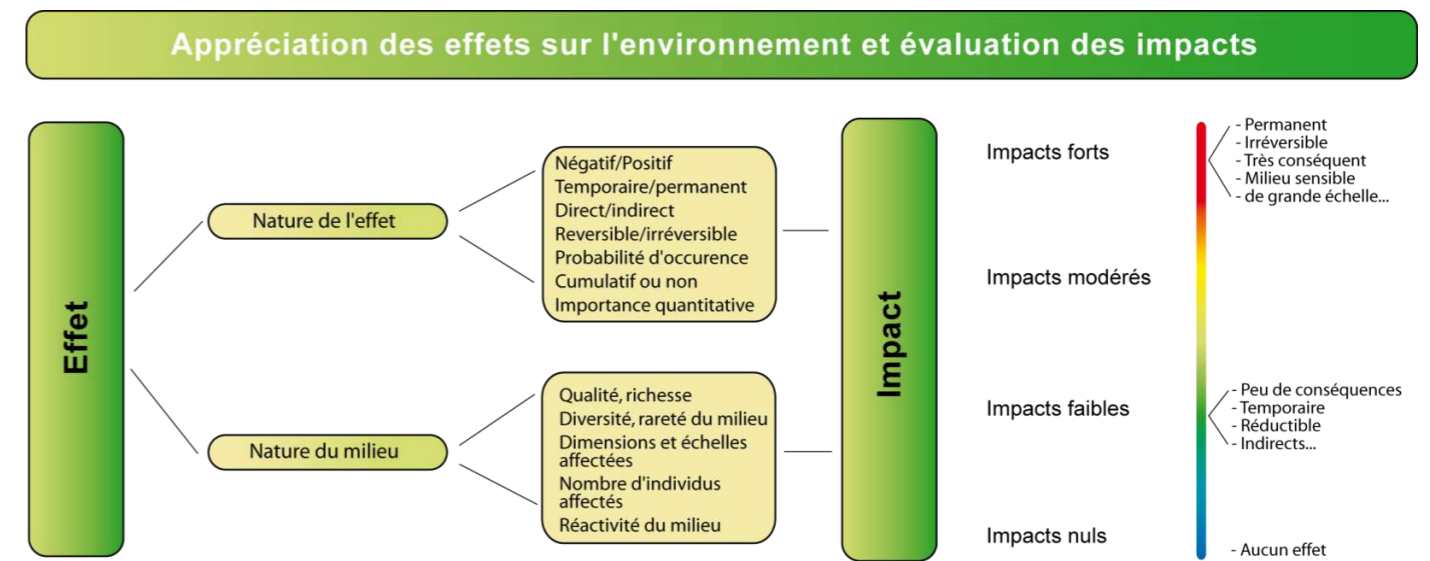 Appréciation des effets sur l'environnement et évaluation des impacts
Effet
Nature de l'effet
Négatif/Positif
Temporaire/permanent
Direct/indirect
Reversible/irréversible
Probabilité d'occurence
Cumulatif ou non
Importance quantitative
Nature du milieu
Qualité, richesse
Diversité, rareté du milieu
Dimensions et échelles
affectées
Nombre d'individus
affectés
Réactivité du milieu
Impact
Impacts forts
- Permanent
- Irréversible
- Très conséquent
- Milieu sensible
- de grande échelle...
Impacts modérés
Impacts faibles
- Peu de conséquences
- Temporaire
- Réductible
- Indirects...
Impacts nuls
- Aucun effet